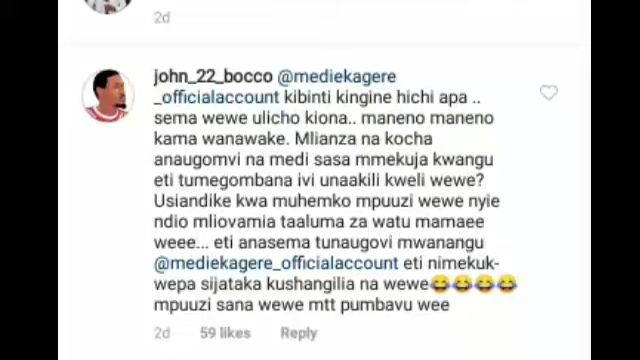 2d
john_22_bocco @mediekagere
_officialaccount kibinti kingine hichi apa ..
sema wewe ulicho kiona.. maneno maneno
kama wanawake. Mlianza na kocha
anaugomvi na medi sasa mmekuja kwangu
eti tumegombana ivi unaakili kweli wewe?
Usiandike kwa muhemko mpuuzi wewe nyie
ndio mliovamia taaluma za watu mamaee
weee... eti anasema tunaugovi mwanangu
@mediekagere_officialaccount eti nimekuk-
wepa sijataka kushangilia na wewe😂😂😂😂
mpuuzi sana wewe mtt pumbavu wee
2d 59 likes Reply